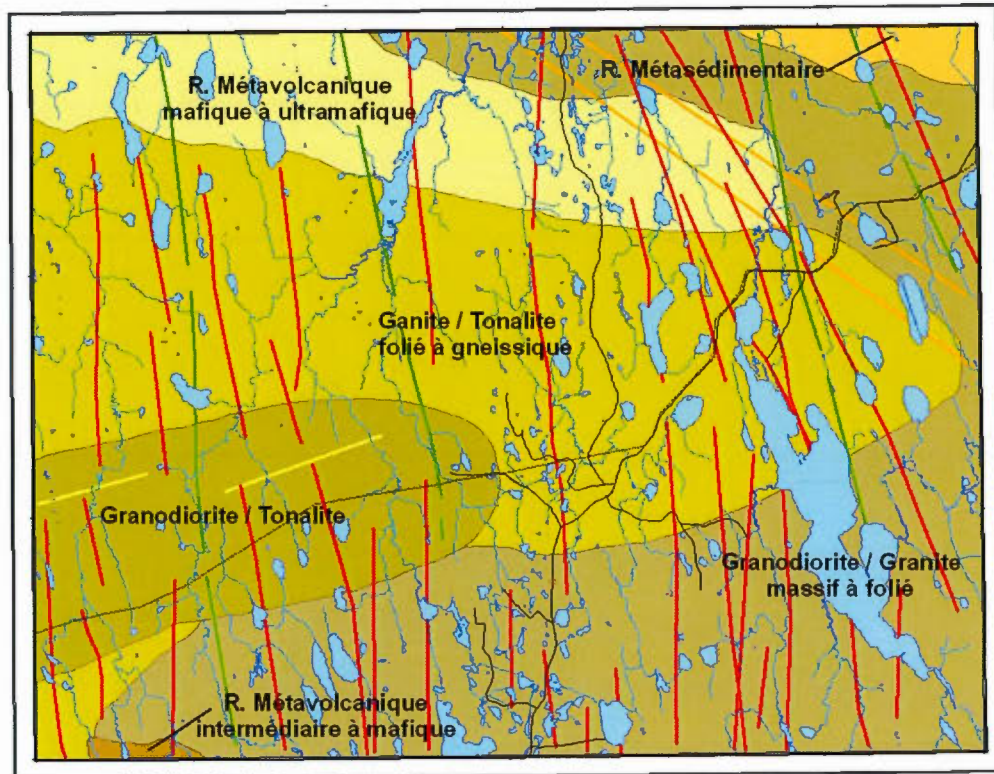 R. Métavolcanique
mafique à ultramafique
R. Métasédimentaire
Ganite / Tonalite
folié à gneissique
Granodiorite / Tonalite
Granodiorite / Granite
massif à folié
R. Métavolcanique
intermédiaire à mafique